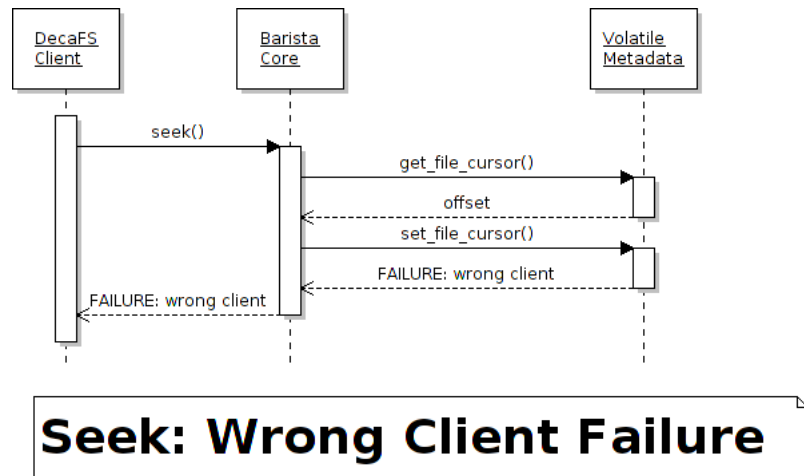 DecaFS
Client
Barista
Core
Volatile
Metadata
seek()
get_file_cursor()
offset
set_file_cursor()
FAILURE: wrong client
FAILURE: wrong client
Seek: Wrong Client Failure